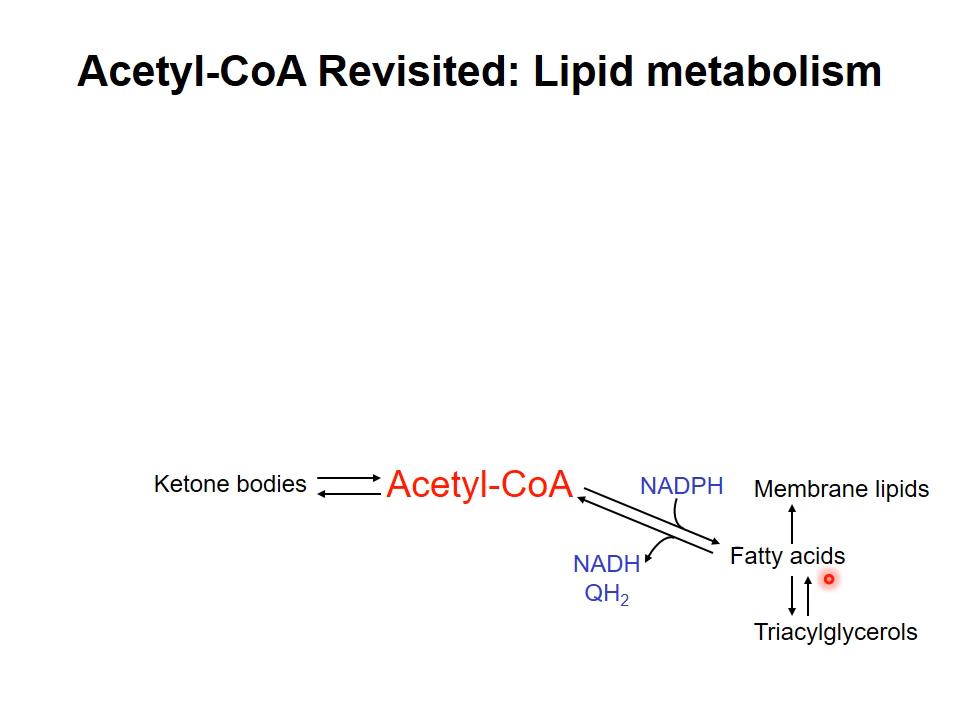 Acetyl-CoA Revisited: Lipid metabolism
Ketone bodies
Acetyl-CoA
NADPH
Membrane lipids
NADH
QH₂
Fatty acids
Triacylglycerols